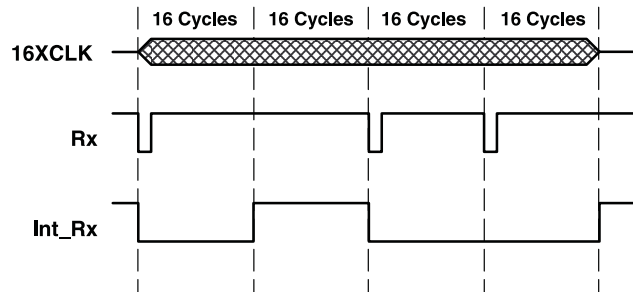 16 Cycles 16 Cycles 16 Cycles 16 Cycles
16XCLK
Rx
Int_Rx